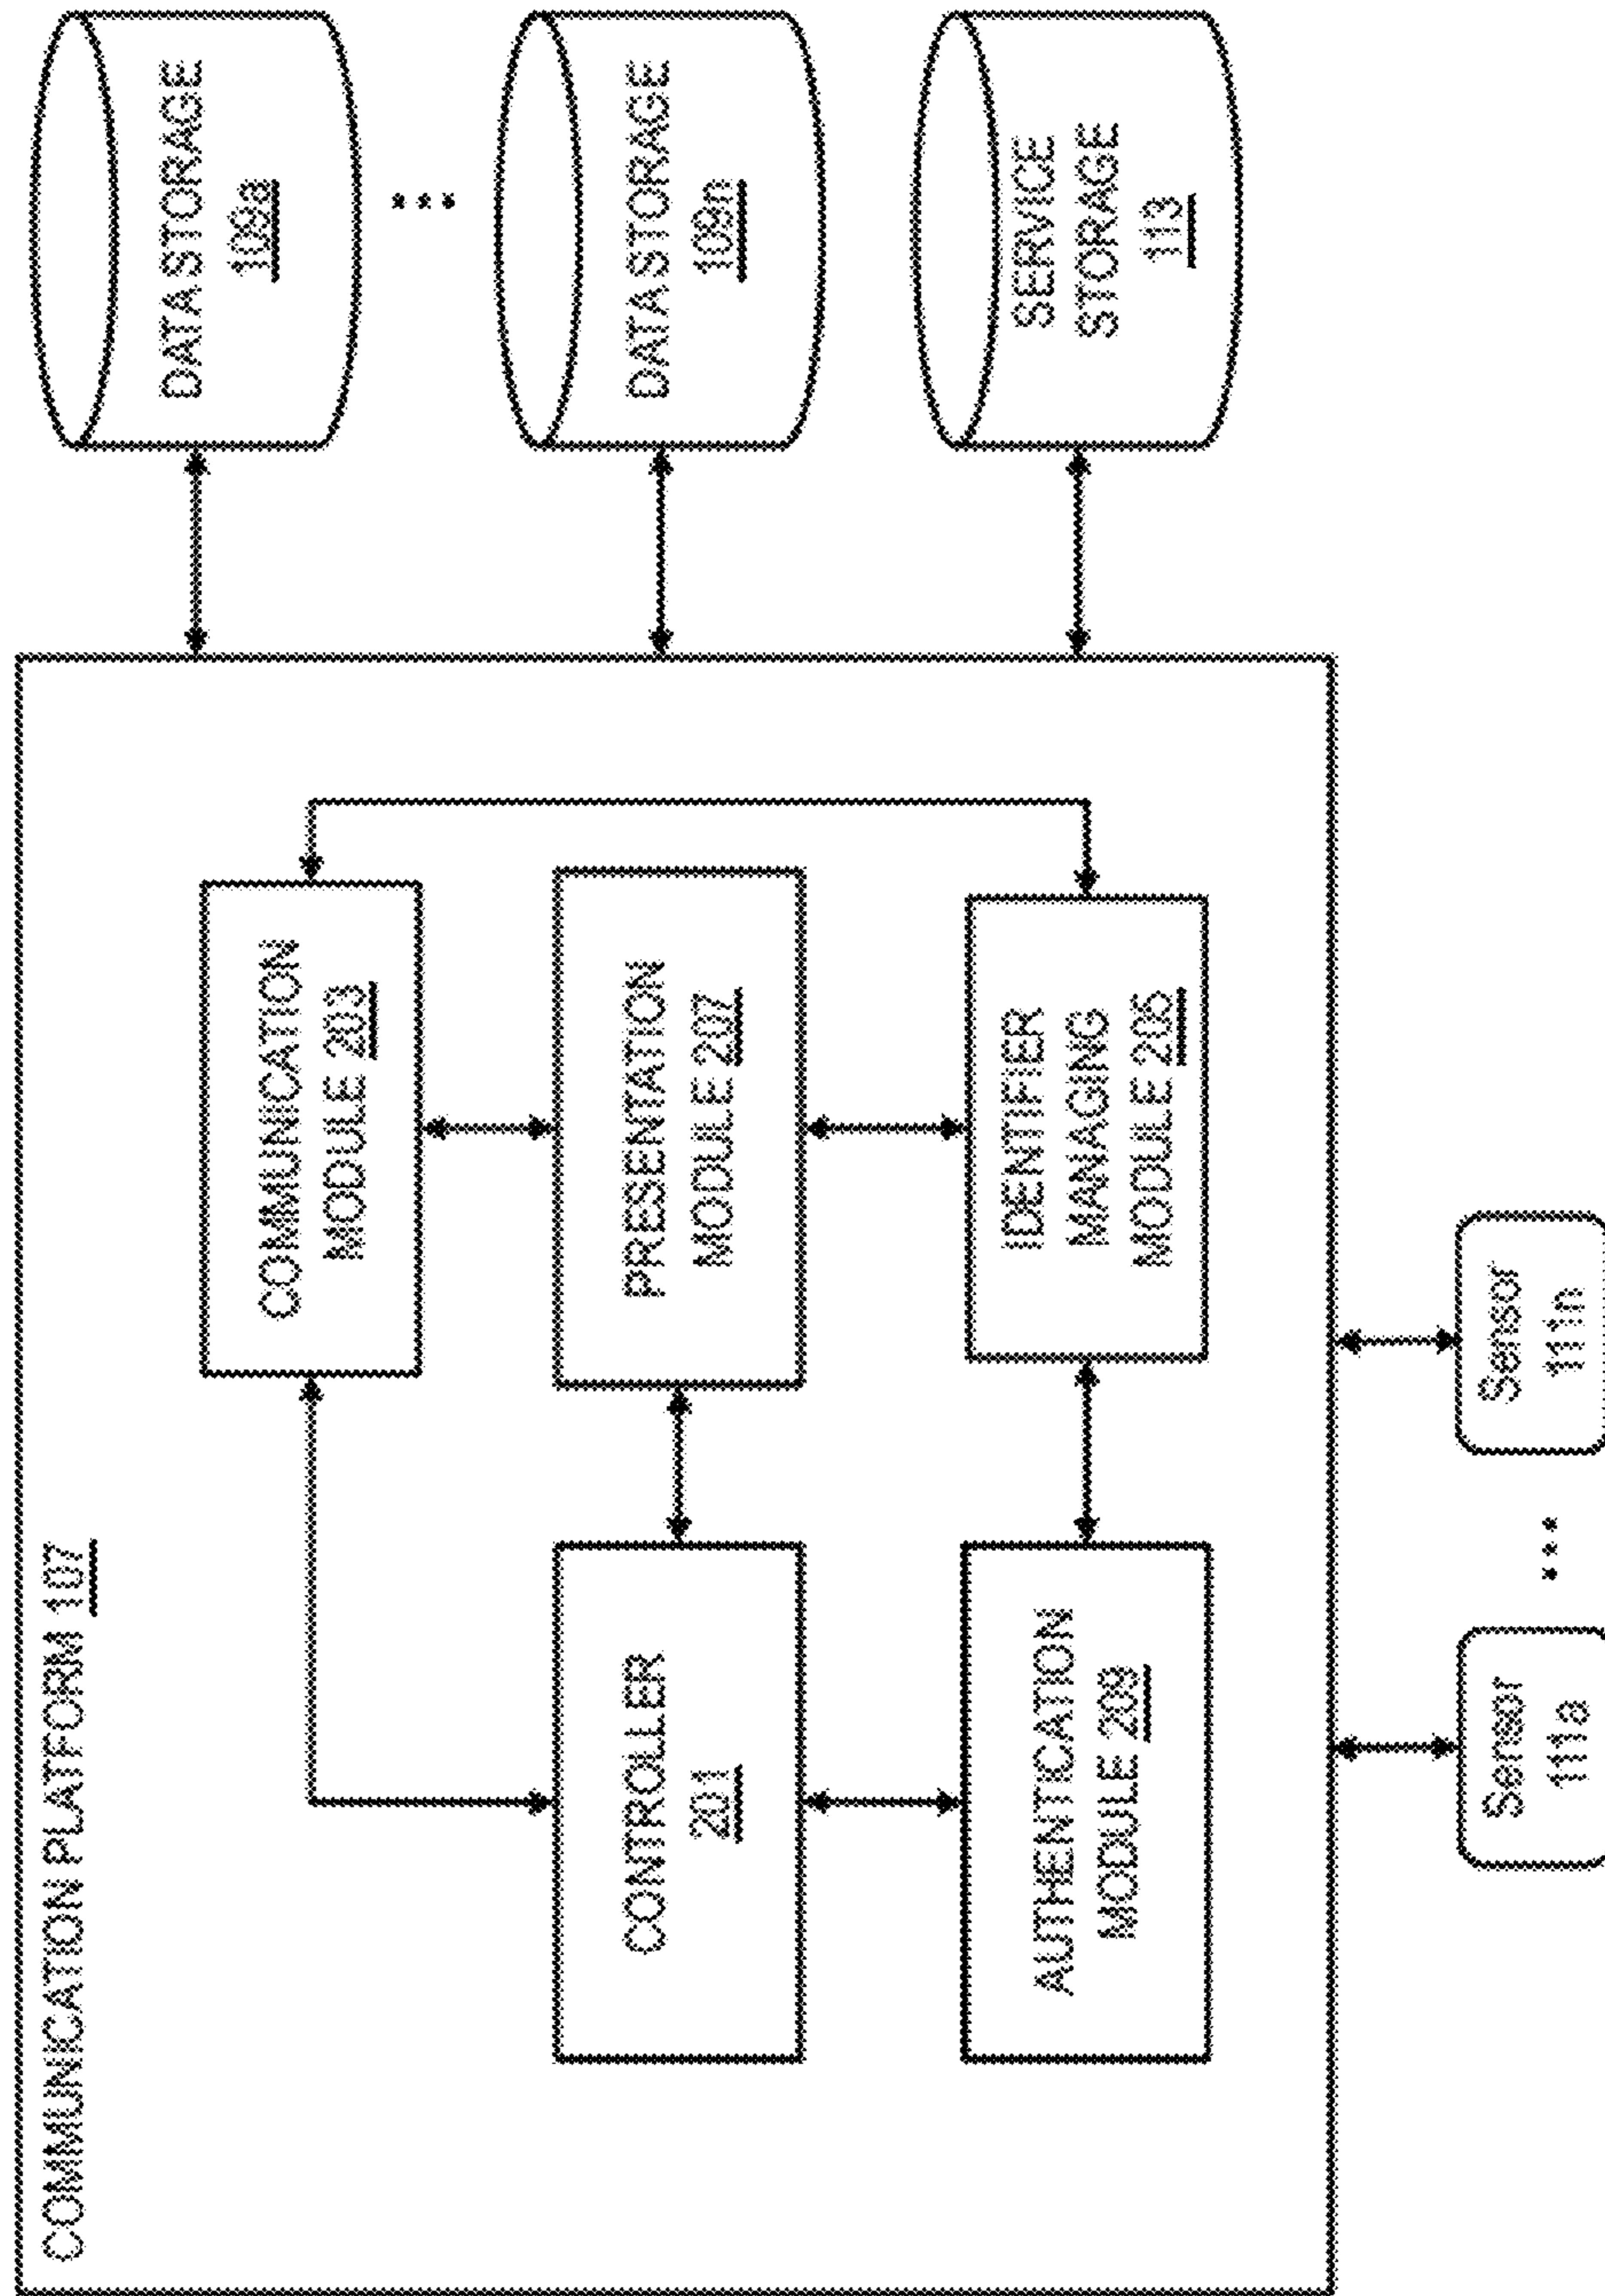 COMMUNICATION PLATFORM 107
COMMUNICATION
MODULE 203
CONTROLLER
201
PRESENTATION
MODULE 207
AUTHENTICATION
MODULE 209
IDENTIFIER
MANAGING
MODULE 205
DATA STORAGE
109a
...
DATA STORAGE
109n
SERVICE
STORAGE
113
Sensor
111a
...
Sensor
111n